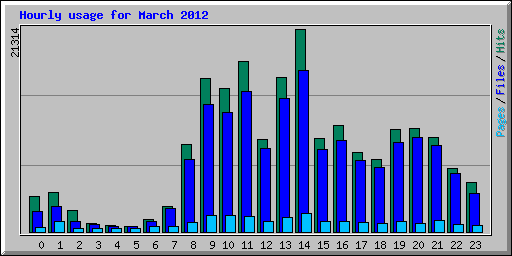 Hourly usage for March 2012
21314
Pages / Files / Hits
0 1 2 3 4 5 6 7 8 9 10 11 12 13 14 15 16 17 18 19 20 21 22 23